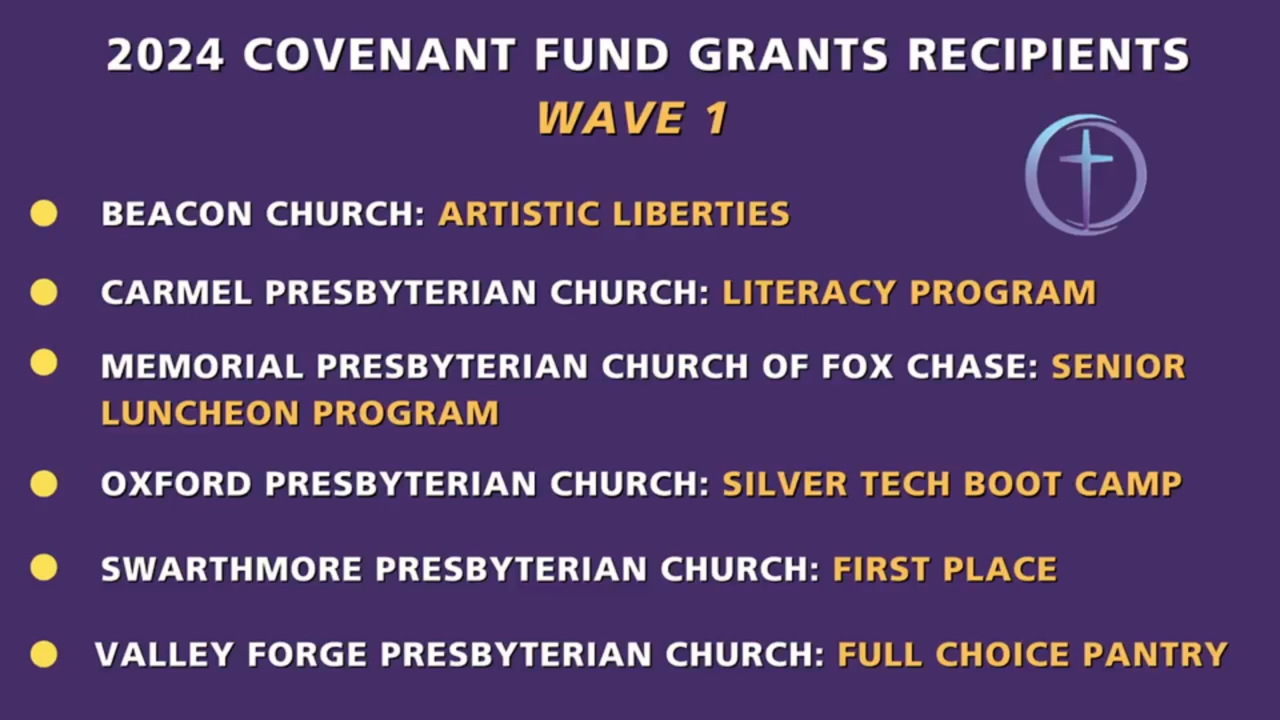 2024 COVENANT FUND GRANTS RECIPIENTS
WAVE 1
BEACON CHURCH: ARTISTIC LIBERTIES
CARMEL PRESBYTERIAN CHURCH: LITERACY PROGRAM
MEMORIAL PRESBYTERIAN CHURCH OF FOX CHASE: SENIOR
LUNCHEON PROGRAM
OXFORD PRESBYTERIAN CHURCH: SILVER TECH BOOT CAMP
SWARTHMORE PRESBYTERIAN CHURCH: FIRST PLACE
VALLEY FORGE PRESBYTERIAN CHURCH: FULL CHOICE PANTRY